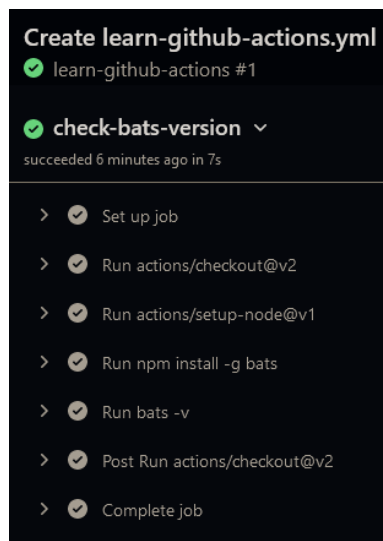 Create learn-github-actions.yml
learn-github-actions #1
check-bats-version
succeeded 6 minutes ago in 7s
Set up job
Run actions/checkout@v2
Run actions/setup-node@v1
Run npm install -g bats
Run bats -v
Post Run actions/checkout@v2
Complete job